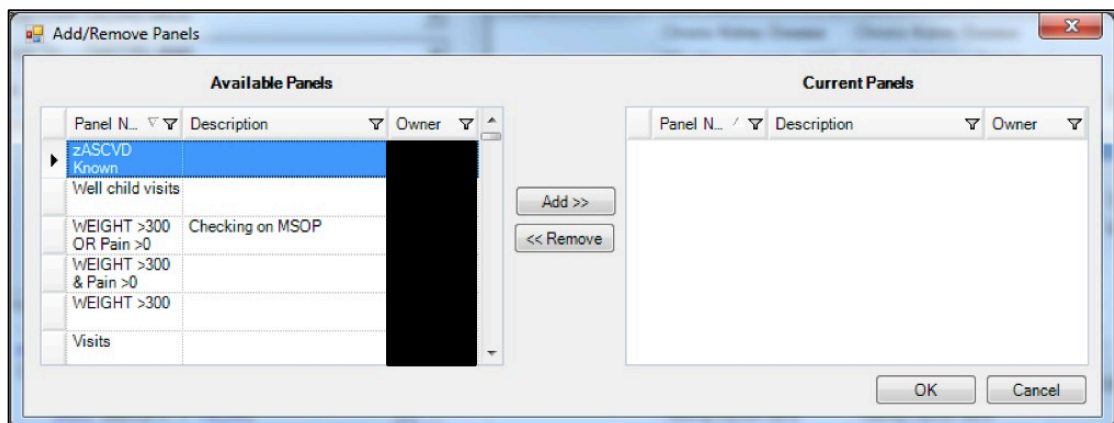 Add/Remove Panels
Available Panels
Current Panels
Panel N... Description Owner
Panel N... Description Owner
zASCVD
Known
Well child visits
WEIGHT >300 Checking on MSOP
OR Pain >0
WEIGHT >300
& Pain >0
WEIGHT >300
Visits
Add >>
<< Remove
OK Cancel